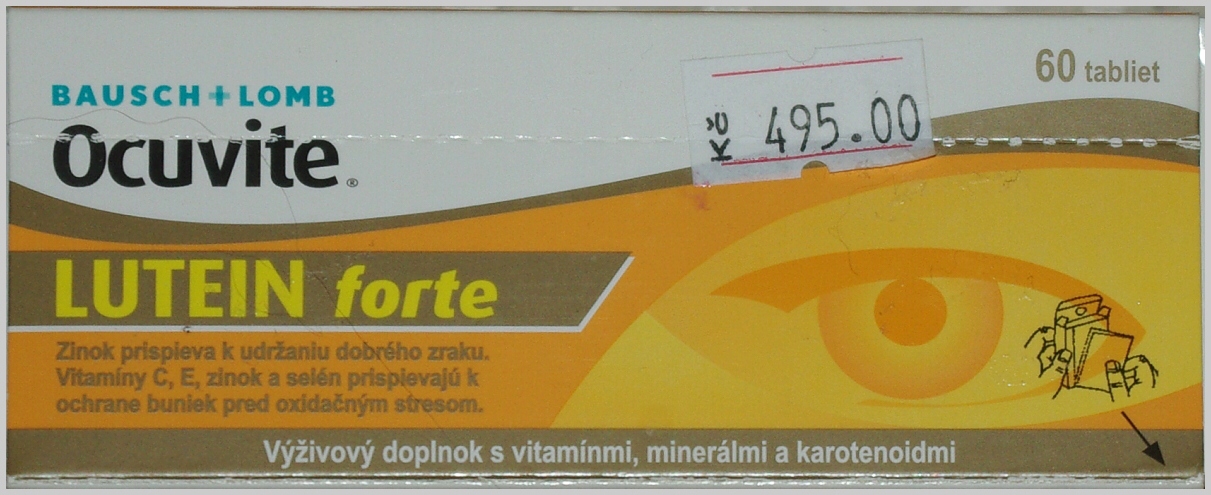 60 tabliet
BAUSCH + LOMB
Ocuvite®
Kč 495.00
LUTEIN forte
Zinok prispieva k udržaniu dobrého zraku.
Vitamíny C, E, zinok a selén prispievajú k
ochrane buniek pred oxidačným stresom.
Výživový doplnok s vitamínmi, minerálmi a karotenoidmi